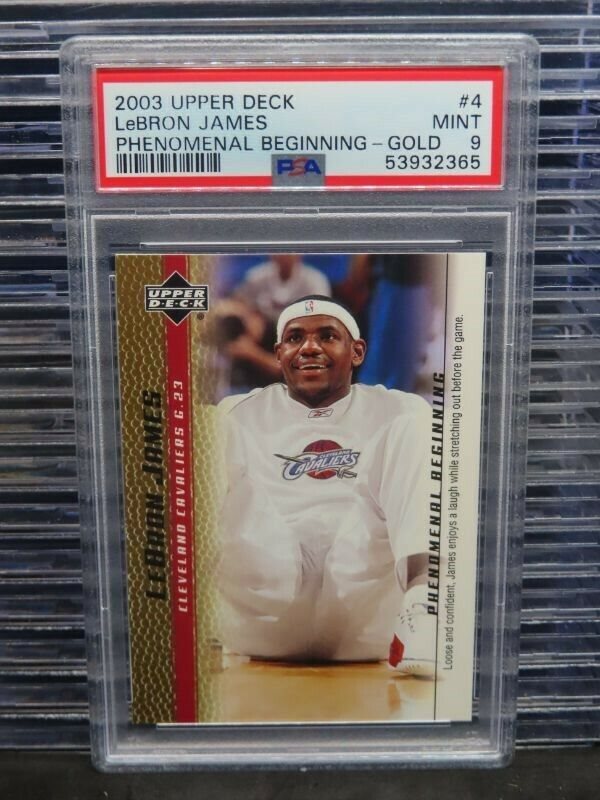 2003 UPPER DECK #4
LeBRON JAMES MINT
PHENOMENAL BEGINNING - GOLD 9
PSA 53932365
UPPER
D·E·C·K
®
LeBRON JAMES
CLEVELAND CAVALIERS G 23
CLEVELAND
CAVALIERS
PHENOMENAL BEGINNING
Loose and confident, James enjoys a laugh while stretching out before the game.